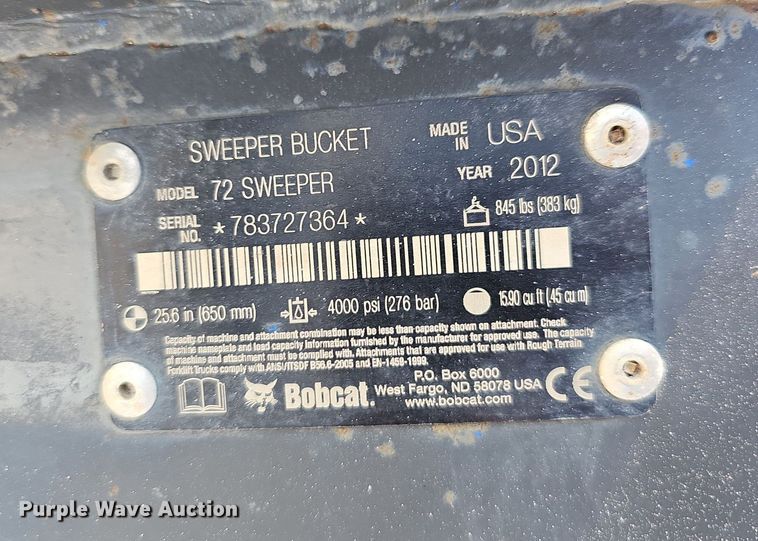 SWEEPER BUCKET
MADE IN USA
MODEL 72 SWEEPER
YEAR 2012
SERIAL NO. *783727364*
845 lbs (383 kg)
25.6 in (650 mm)
4000 psi (276 bar)
15.90 cu ft (.45 cu m)
Capacity of machine and attachment combination may be less than capacity shown on attachment. Check
machine nameplate and load capacity information furnished by the manufacturer before use. The capacity
of machine and attachment must be complied with. Attachments that are approved for use with Rough Terrain
Forklift Trucks comply with ANSI/ITSDF B56.6-2005 and EN-1459-1999.
Bobcat.
P.O. Box 6000
West Fargo, ND 58078 USA
www.bobcat.com
CE
Purple Wave Auction